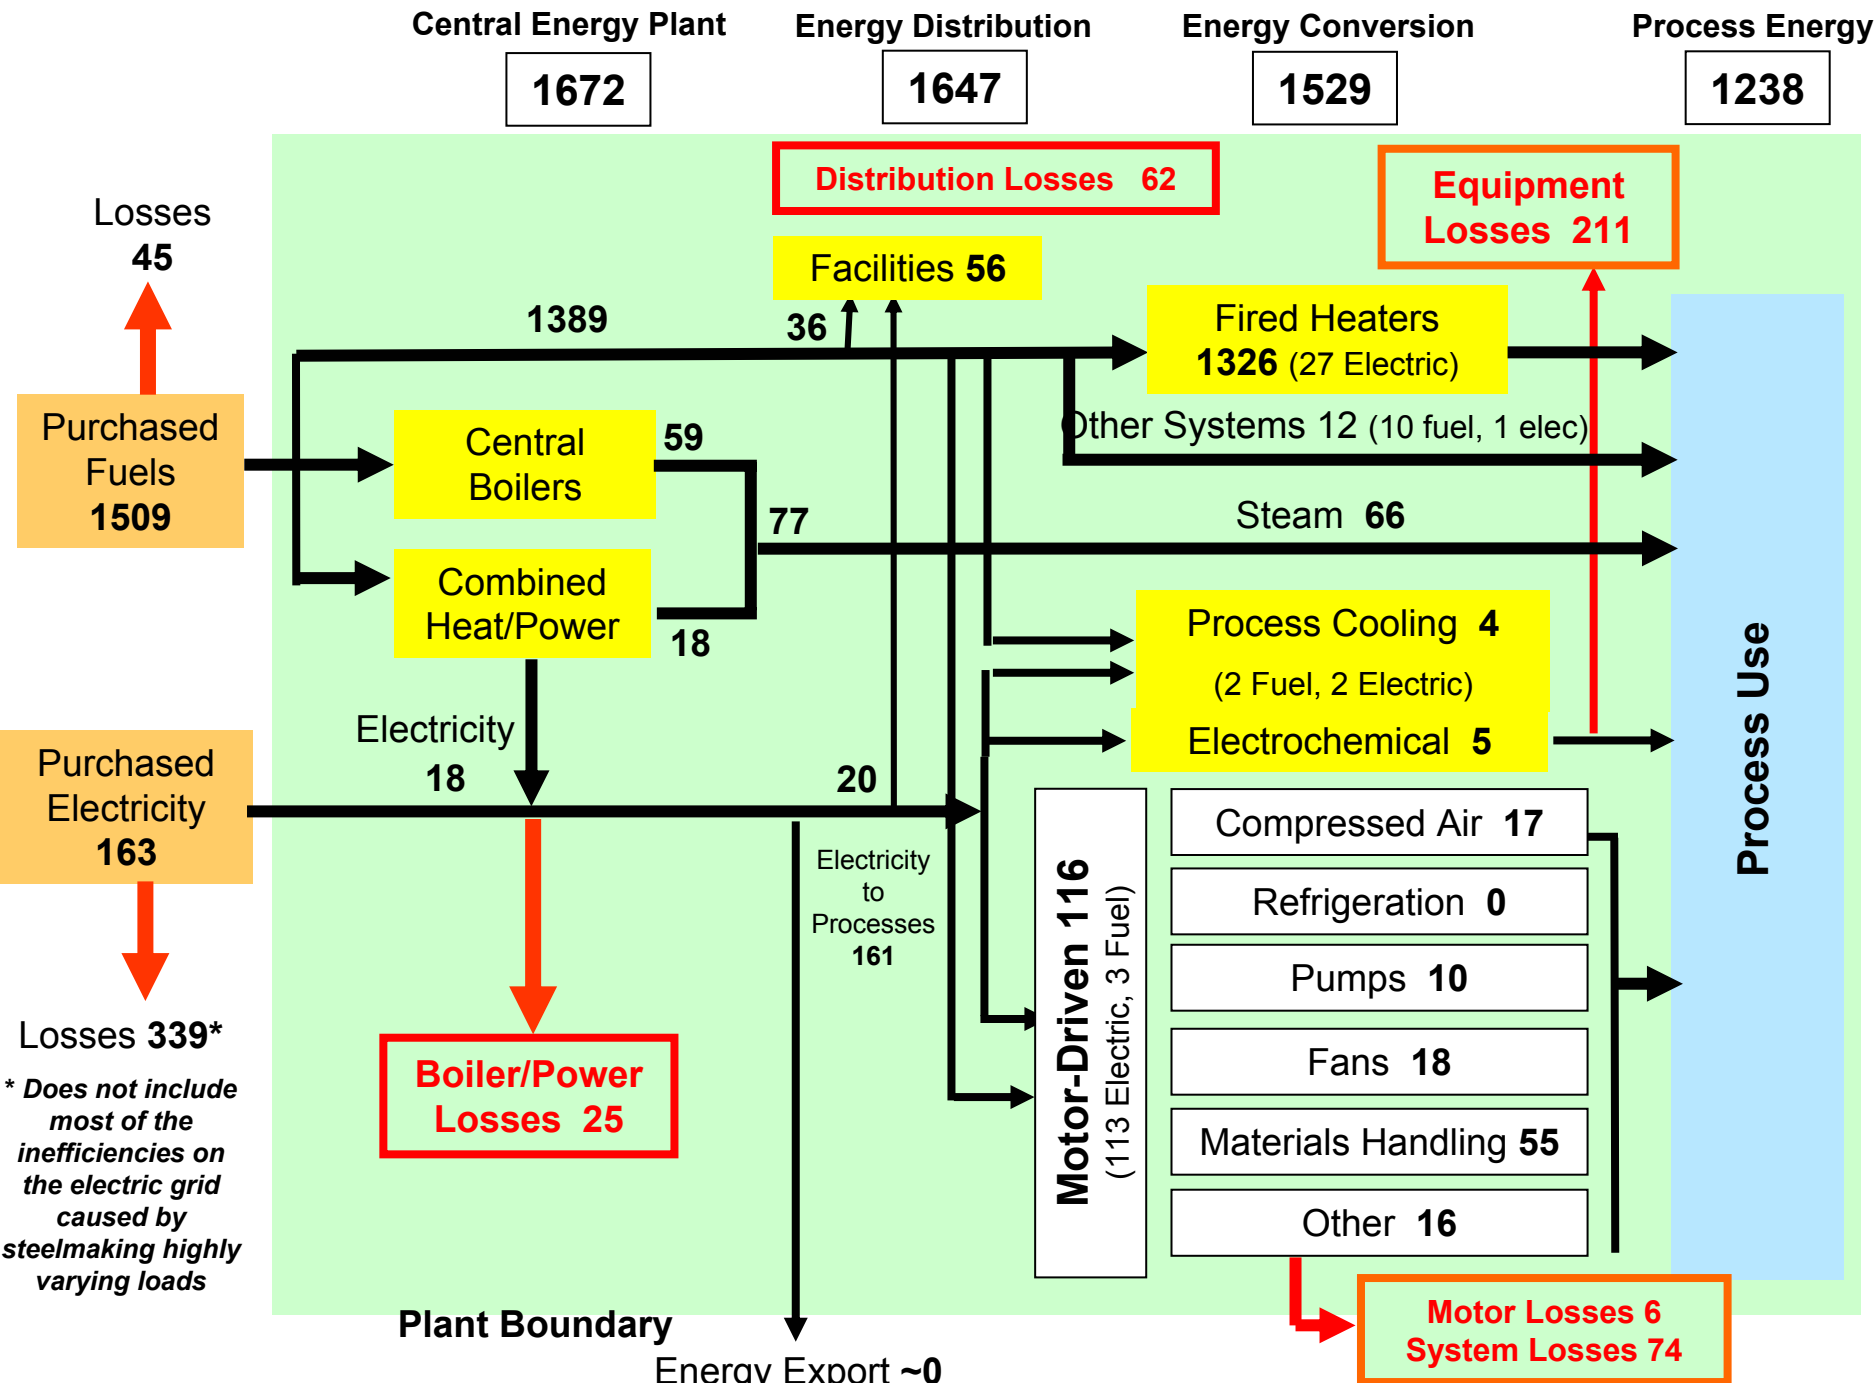 Central Energy Plant
Energy Distribution
Energy Conversion
Process Energy
1672
1647
1529
1238
Distribution Losses 62
Equipment
Losses 211
Losses
45
Facilities 56
1389
36
Fired Heaters
1326 (27 Electric)
Purchased
Fuels
1509
Central
Boilers
59
Other Systems 12 (10 fuel, 1 elec)
77
Steam 66
Combined
Heat/Power
18
Process Cooling 4
(2 Fuel, 2 Electric)
Electrochemical 5
Process Use
Electricity
18
20
Purchased
Electricity
163
Electricity
to
Processes
161
Motor-Driven 116
(113 Electric, 3 Fuel)
Compressed Air 17
Refrigeration 0
Pumps 10
Fans 18
Materials Handling 55
Other 16
Losses 339*
* Does not include
most of the
inefficiencies on
the electric grid
caused by
steelmaking highly
varying loads
Boiler/Power
Losses 25
Motor Losses 6
System Losses 74
Plant Boundary
Energy Export ~0